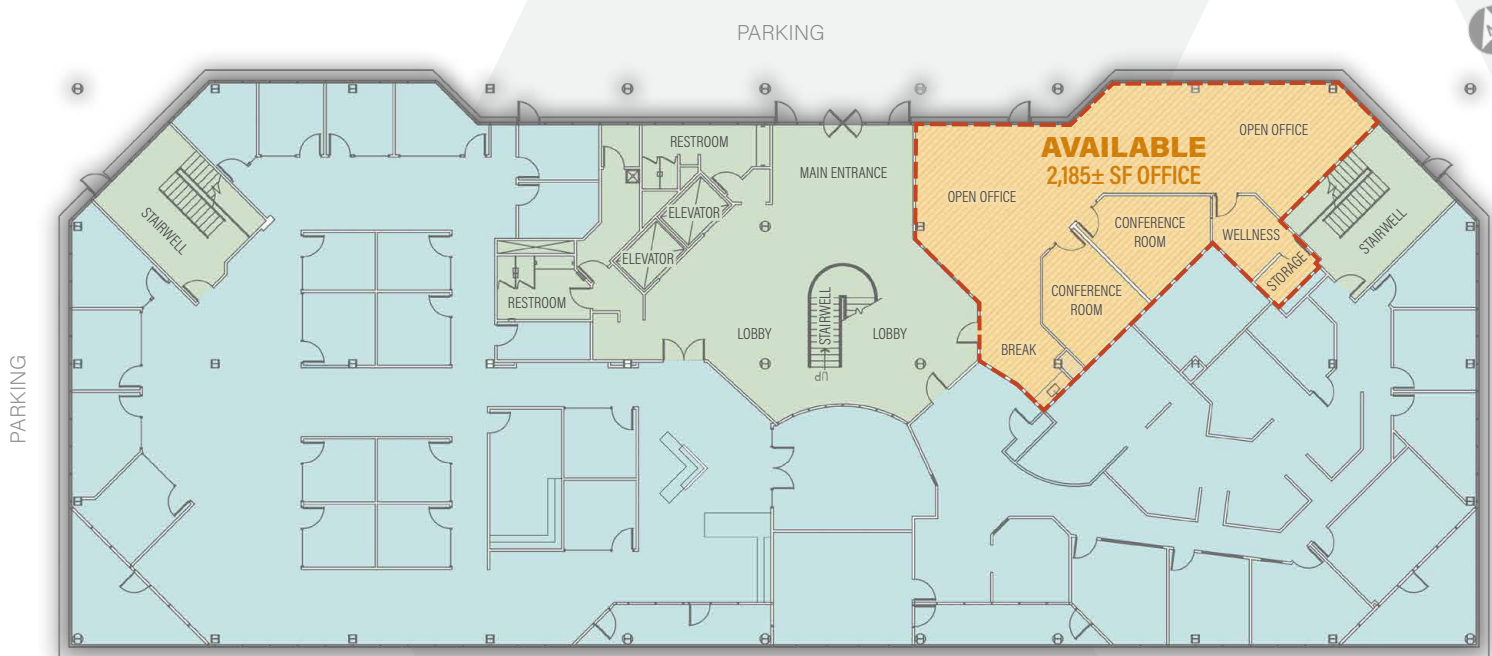 PARKING
RESTROOM
OPEN OFFICE
AVAILABLE
2,185± SF OFFICE
MAIN ENTRANCE
OPEN OFFICE
ELEVATOR
STAIRWELL
CONFERENCE
ROOM
WELLNESS
STAIRWELL
ELEVATOR
STORAGE
RESTROOM
CONFERENCE
ROOM
STAIRWELL
LOBBY
LOBBY
BREAK
UP
PARKING